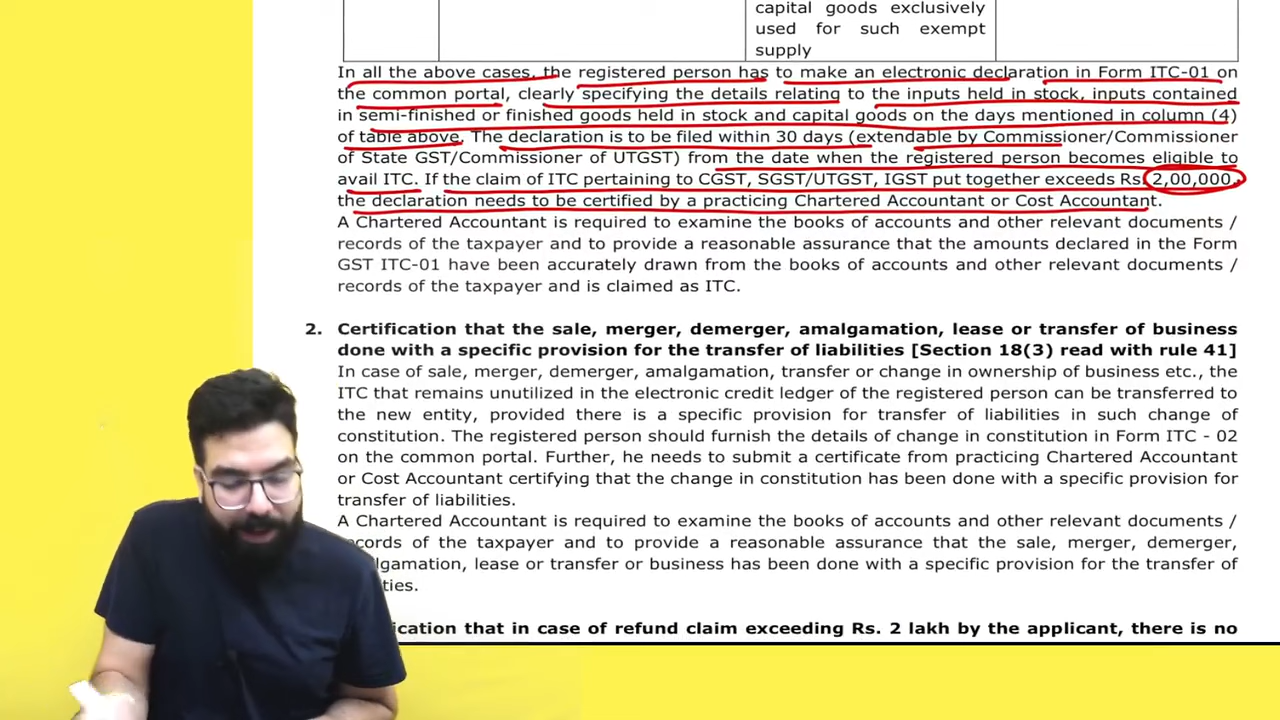 capital goods exclusively
used for such exempt
supply
In all the above cases, the registered person has to make an electronic declaration in Form ITC-01 on
the common portal, clearly specifying the details relating to the inputs held in stock, inputs contained
in semi-finished or finished goods held in stock and capital goods on the days mentioned in column (4)
of table above. The declaration is to be filed within 30 days (extendable by Commissioner/Commissioner
of State GST/Commissioner of UTGST) from the date when the registered person becomes eligible to
avail ITC. If the claim of ITC pertaining to CGST, SGST/UTGST, IGST put together exceeds Rs. 2,00,000,
the declaration needs to be certified by a practicing Chartered Accountant or Cost Accountant.
A Chartered Accountant is required to examine the books of accounts and other relevant documents /
records of the taxpayer and to provide a reasonable assurance that the amounts declared in the Form
GST ITC-01 have been accurately drawn from the books of accounts and other relevant documents /
records of the taxpayer and is claimed as ITC.
2. Certification that the sale, merger, demerger, amalgamation, lease or transfer of business
done with a specific provision for the transfer of liabilities [Section 18(3) read with rule 41]
In case of sale, merger, demerger, amalgamation, transfer or change in ownership of business etc., the
ITC that remains unutilized in the electronic credit ledger of the registered person can be transferred to
the new entity, provided there is a specific provision for transfer of liabilities in such change of
constitution. The registered person should furnish the details of change in constitution in Form ITC - 02
on the common portal. Further, he needs to submit a certificate from practicing Chartered Accountant
or Cost Accountant certifying that the change in constitution has been done with a specific provision for
transfer of liabilities.
A Chartered Accountant is required to examine the books of accounts and other relevant documents /
cords of the taxpayer and to provide a reasonable assurance that the sale, merger, demerger,
lgamation, lease or transfer or business has been done with a specific provision for the transfer of
ties.
ication that in case of refund claim exceeding Rs. 2 lakh by the applicant, there is no